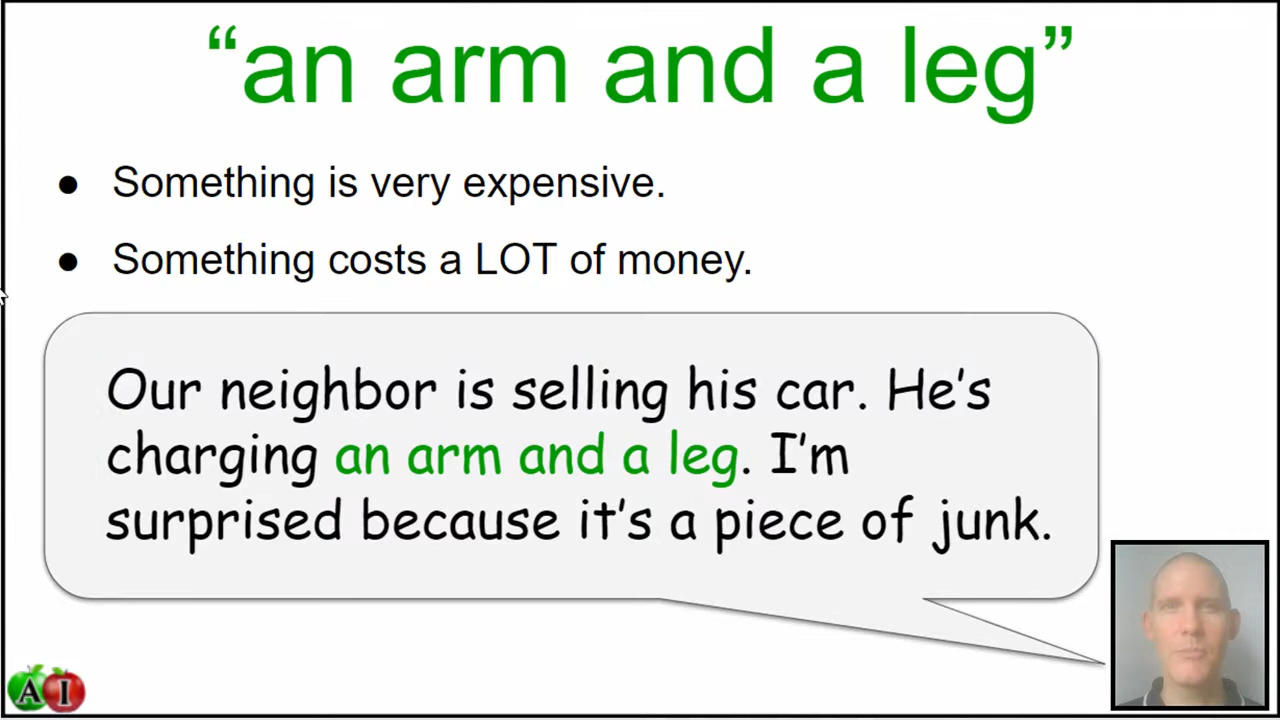 “an arm and a leg”
● Something is very expensive.
● Something costs a LOT of money.
Our neighbor is selling his car. He’s
charging an arm and a leg. I’m
surprised because it’s a piece of junk.
A I